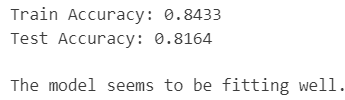 Train Accuracy: 0.8433
Test Accuracy: 0.8164
The model seems to be fitting well.